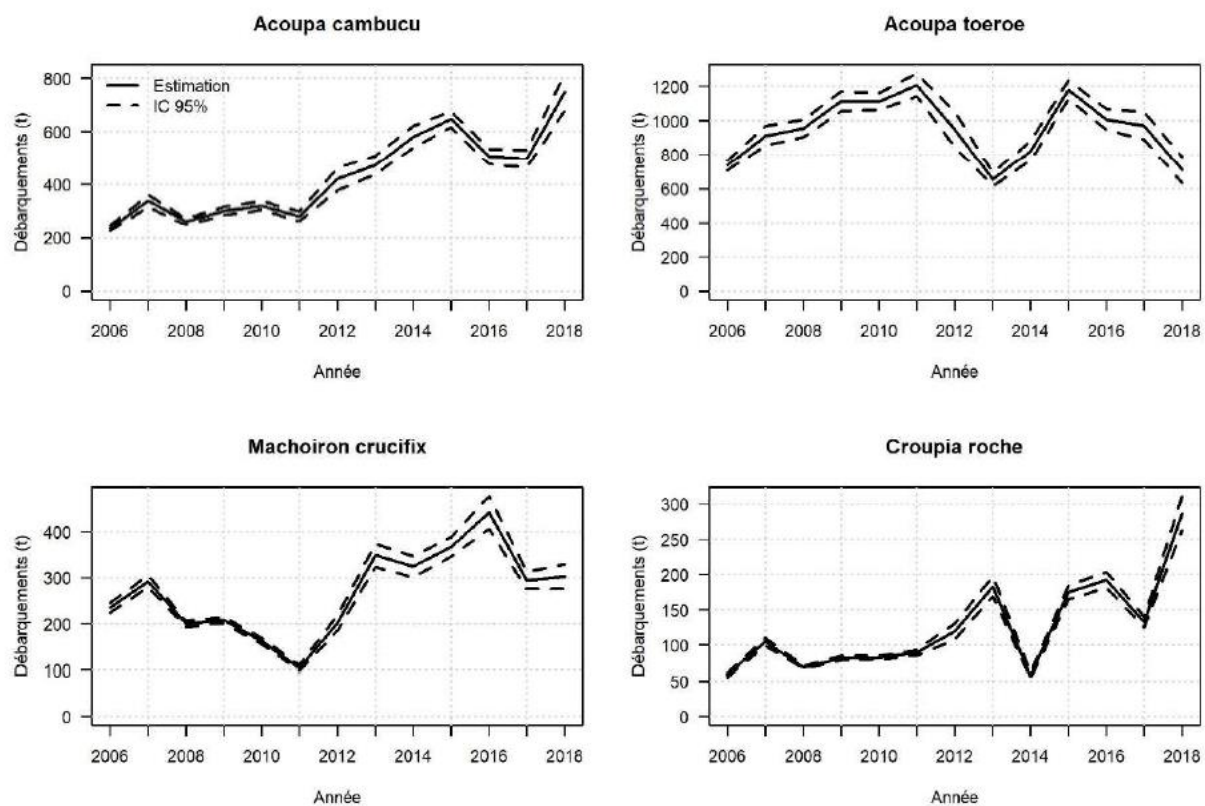 Acoupa cambucu
Débarquements (t)
800
600
400
200
0
Estimation
IC 95%
2006 2008 2010 2012 2014 2016 2018
Année
Acoupa toeroe
Débarquements (t)
1200
1000
800
600
400
200
0
2006 2008 2010 2012 2014 2016 2018
Année
Machoiron crucifix
Débarquements (t)
400
300
200
100
0
2006 2008 2010 2012 2014 2016 2018
Année
Croupia roche
Débarquements (t)
300
250
200
150
100
50
0
2006 2008 2010 2012 2014 2016 2018
Année